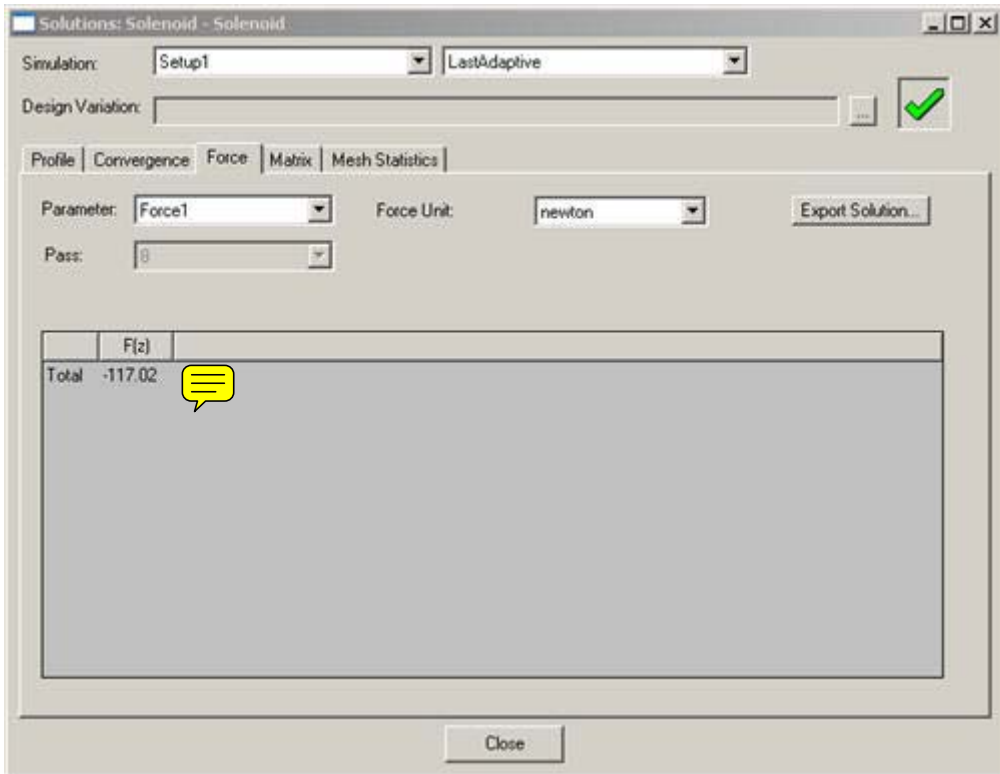 Solutions: Solenoid - Solenoid
Simulation: Setup1 LastAdaptive
Design Variation: ...
Profile Convergence Force Matrix Mesh Statistics
Parameter: Force1 Force Unit: newton Export Solution...
Pass: 8
F(z)
Total -117.02
Close